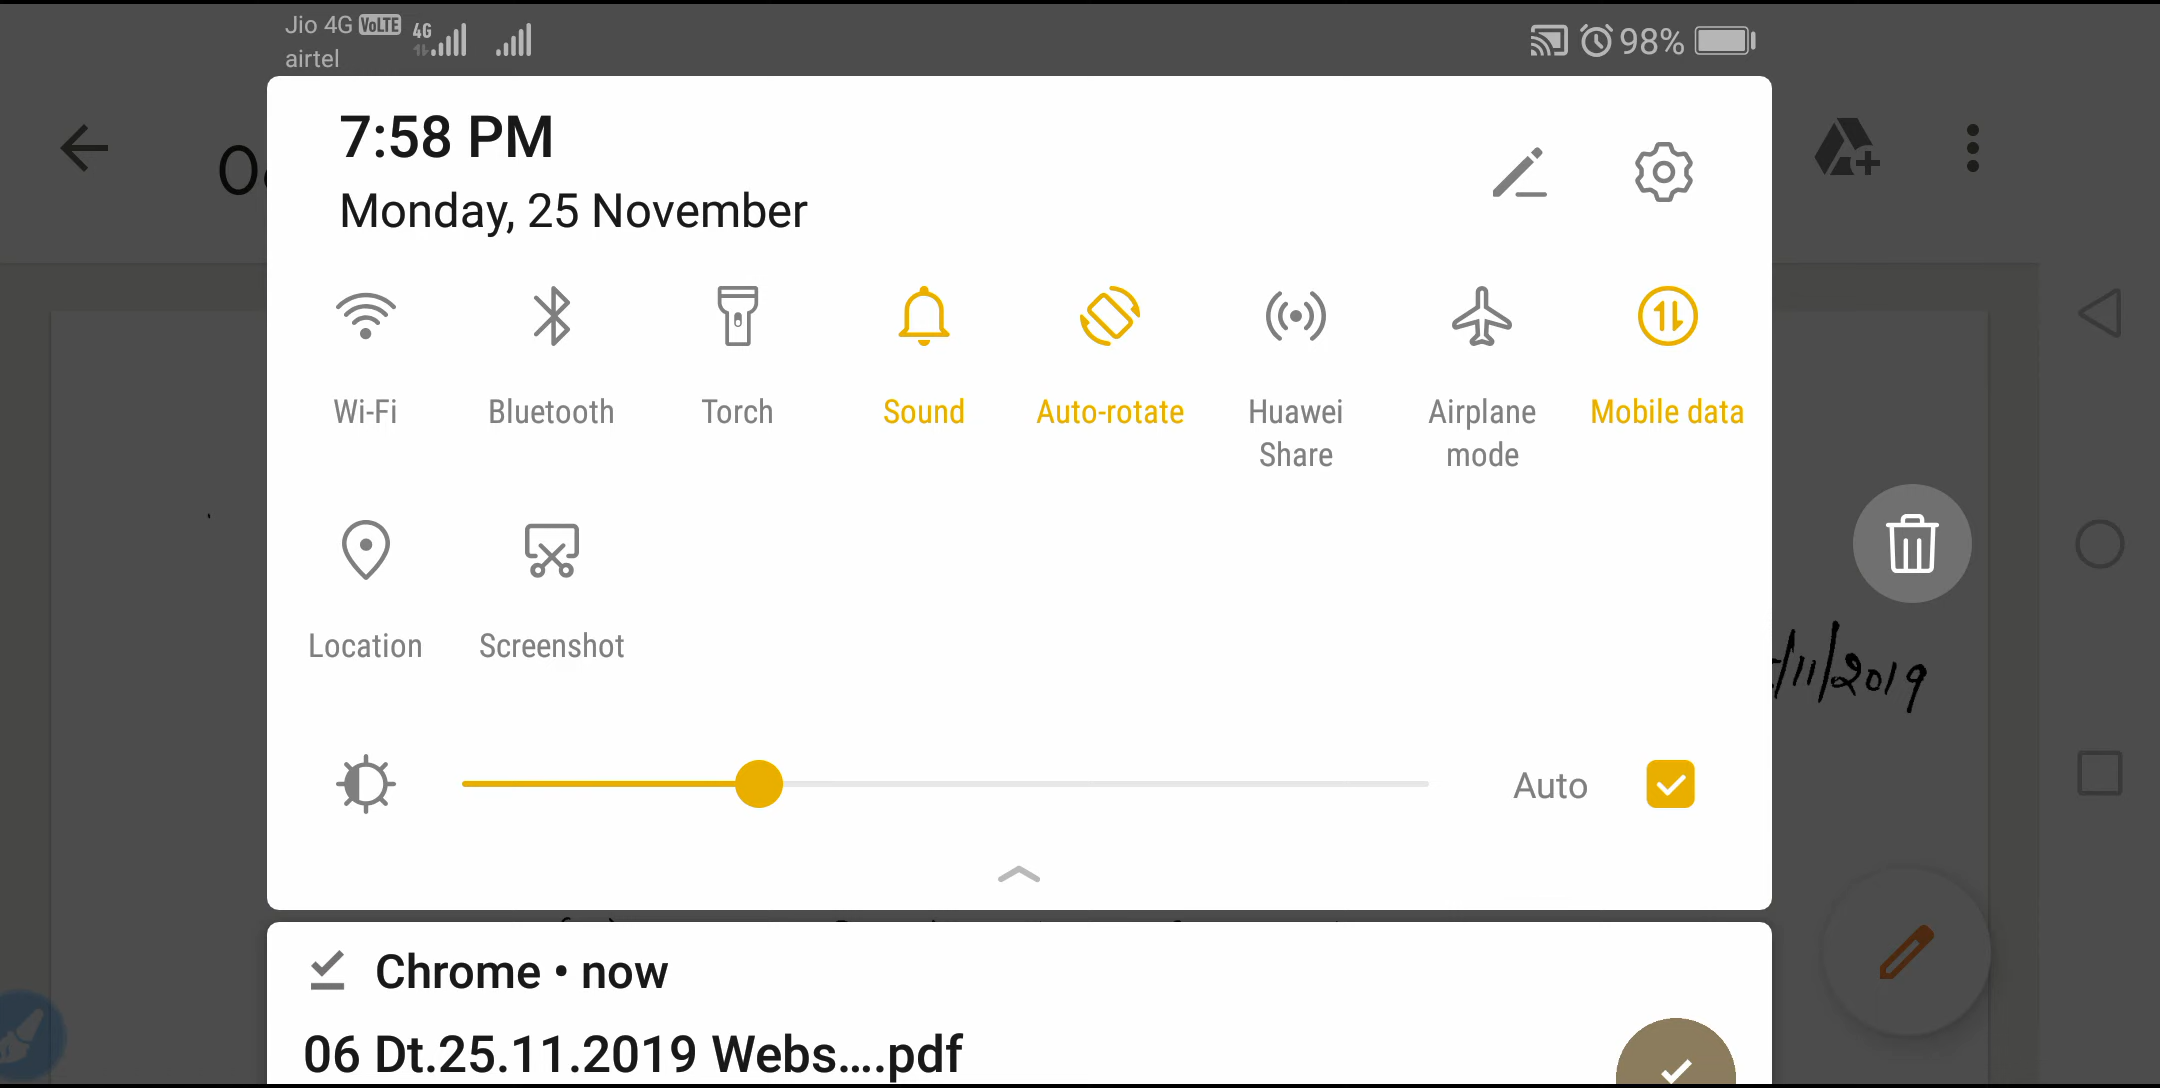 Jio 4G VoLTE 4G
airtel
98%
7:58 PM
Monday, 25 November
Wi-Fi
Bluetooth
Torch
Sound
Auto-rotate
Huawei
Share
Airplane
mode
Mobile data
Location
Screenshot
/11/2019
Auto
Chrome • now
06 Dt.25.11.2019 Webs....pdf